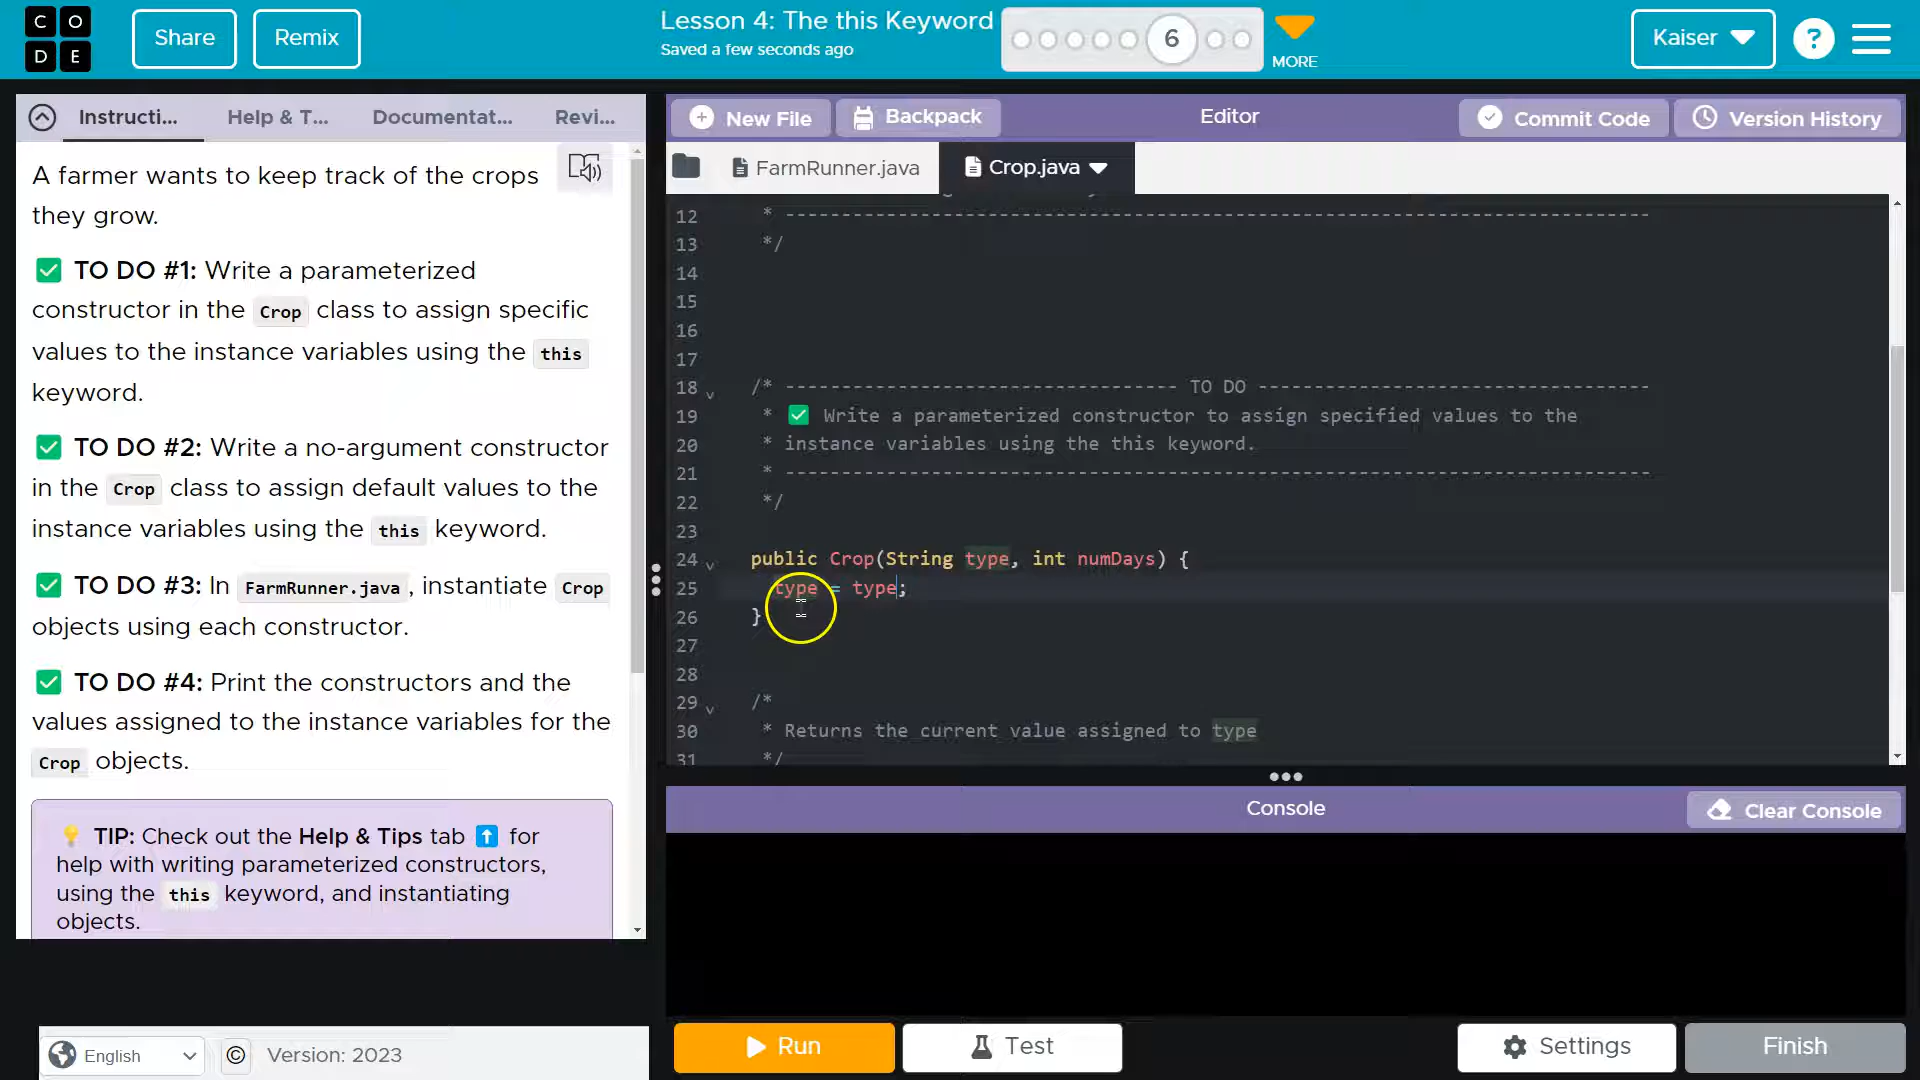 CODE
Share
Remix
Lesson 4: The this Keyword
Saved a few seconds ago
6
MORE
Kaiser
?
Instructi...
Help & T...
Documentat...
Revi...
A farmer wants to keep track of the crops
they grow.
TO DO #1: Write a parameterized
constructor in the Crop class to assign specific
values to the instance variables using the this
keyword.
TO DO #2: Write a no-argument constructor
in the Crop class to assign default values to the
instance variables using the this keyword.
TO DO #3: In FarmRunner.java, instantiate Crop
objects using each constructor.
TO DO #4: Print the constructors and the
values assigned to the instance variables for the
Crop objects.
TIP: Check out the Help & Tips tab for
help with writing parameterized constructors,
using the this keyword, and instantiating
objects.
English
© Version: 2023
New File
Backpack
Editor
Commit Code
Version History
FarmRunner.java
Crop.java
12 * -----------------------------------------------------------------------------
13 */
14
15
16
17
18 /* ----------------------------------- TO DO -----------------------------------
19 * ✅ Write a parameterized constructor to assign specified values to the
20 * instance variables using the this keyword.
21 * -----------------------------------------------------------------------------
22 */
23
24 public Crop(String type, int numDays) {
25 type = type;
26 }
27
28
29 /*
30 * Returns the current value assigned to type
31 */
Console
Clear Console
Run
Test
Settings
Finish